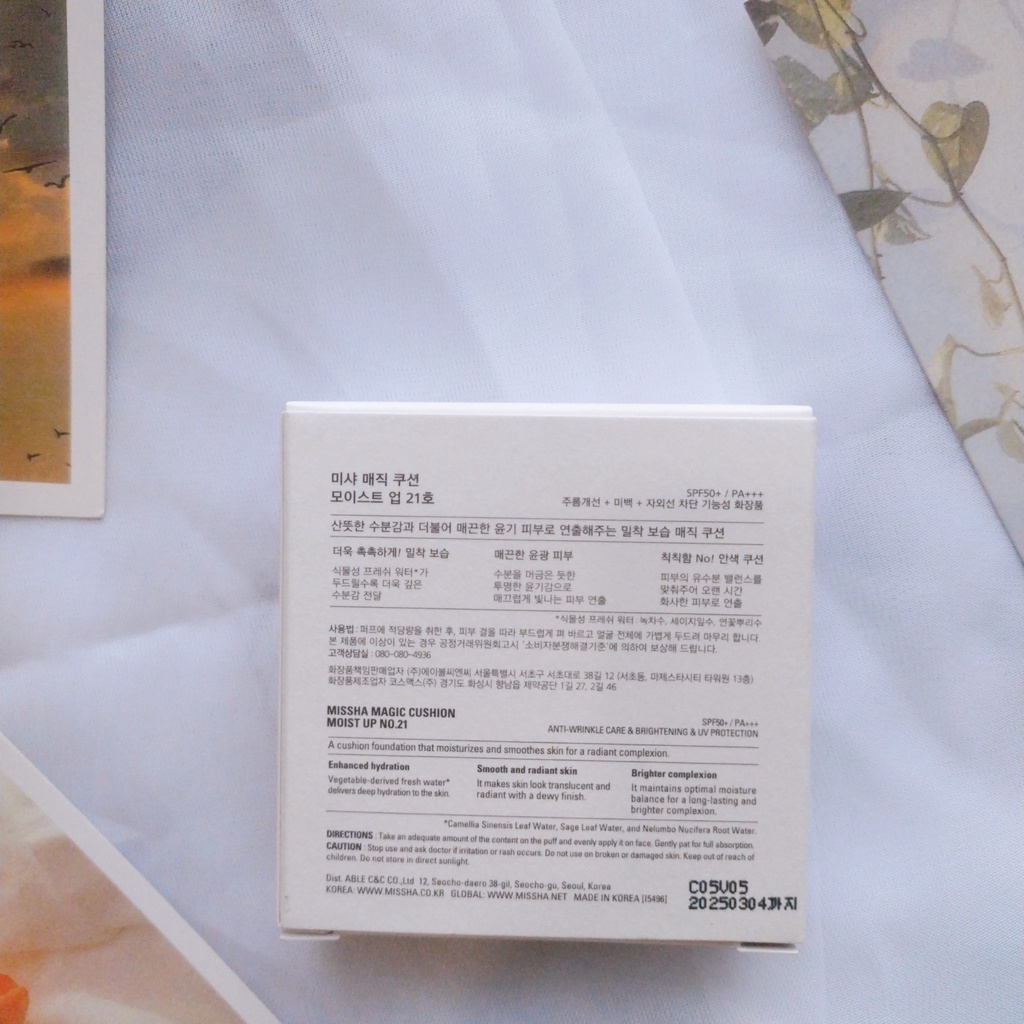 미샤 매직 쿠션
모이스트 업 21호
SPF50+ / PA+++
주름개선 + 미백 + 자외선 차단 기능성 화장품
산뜻한 수분감과 더불어 매끈한 윤기 피부로 연출해주는 밀착 보습 매직 쿠션
더욱 촉촉하게! 밀착 보습
식물성 프레쉬 워터*가
두드릴수록 더욱 깊은
수분감 전달
매끈한 윤광 피부
수분을 머금은 듯한
투명한 윤기감으로
매끄럽게 빛나는 피부 연출
칙칙함 No! 안색 쿠션
피부의 유수분 밸런스를
맞춰주어 오랜 시간
화사한 피부로 연출
*식물성 프레쉬 워터: 녹차수, 세이지잎수, 연꽃뿌리수
사용법 : 퍼프에 적당량을 취한 후, 피부 결을 따라 부드럽게 펴 바르고 얼굴 전체에 가볍게 두드려 마무리 합니다.
본 제품에 이상이 있는 경우 공정거래위원회고시 '소비자분쟁해결기준'에 의하여 보상해 드립니다.
고객상담실 : 080-080-4936
화장품책임판매업자 (주)에이블씨엔씨 서울특별시 서초구 서초대로 38길 12 (서초동, 마제스타시티 타워원 13층)
화장품제조업자 코스맥스(주) 경기도 화성시 향남읍 제약공단 1길 27, 2길 46
MISSHA MAGIC CUSHION
MOIST UP NO.21
SPF50+ / PA+++
ANTI-WRINKLE CARE & BRIGHTENING & UV PROTECTION
A cushion foundation that moisturizes and smoothes skin for a radiant complexion.
Enhanced hydration
Vegetable-derived fresh water*
delivers deep hydration to the skin.
Smooth and radiant skin
It makes skin look translucent and
radiant with a dewy finish.
Brighter complexion
It maintains optimal moisture
balance for a long-lasting and
brighter complexion.
*Camellia Sinensis Leaf Water, Sage Leaf Water, and Nelumbo Nucifera Root Water.
DIRECTIONS : Take an adequate amount of the content on the puff and evenly apply it on face. Gently pat for full absorption.
CAUTION : Stop use and ask doctor if irritation or rash occurs. Do not use on broken or damaged skin. Keep out of reach of
children. Do not store in direct sunlight.
Dist. ABLE C&C CO.,Ltd 12, Seocho-daero 38-gil, Seocho-gu, Seoul, Korea
KOREA: WWW.MISSHA.CO.KR GLOBAL: WWW.MISSHA.NET MADE IN KOREA [I5496]
C05V05
20250304까지